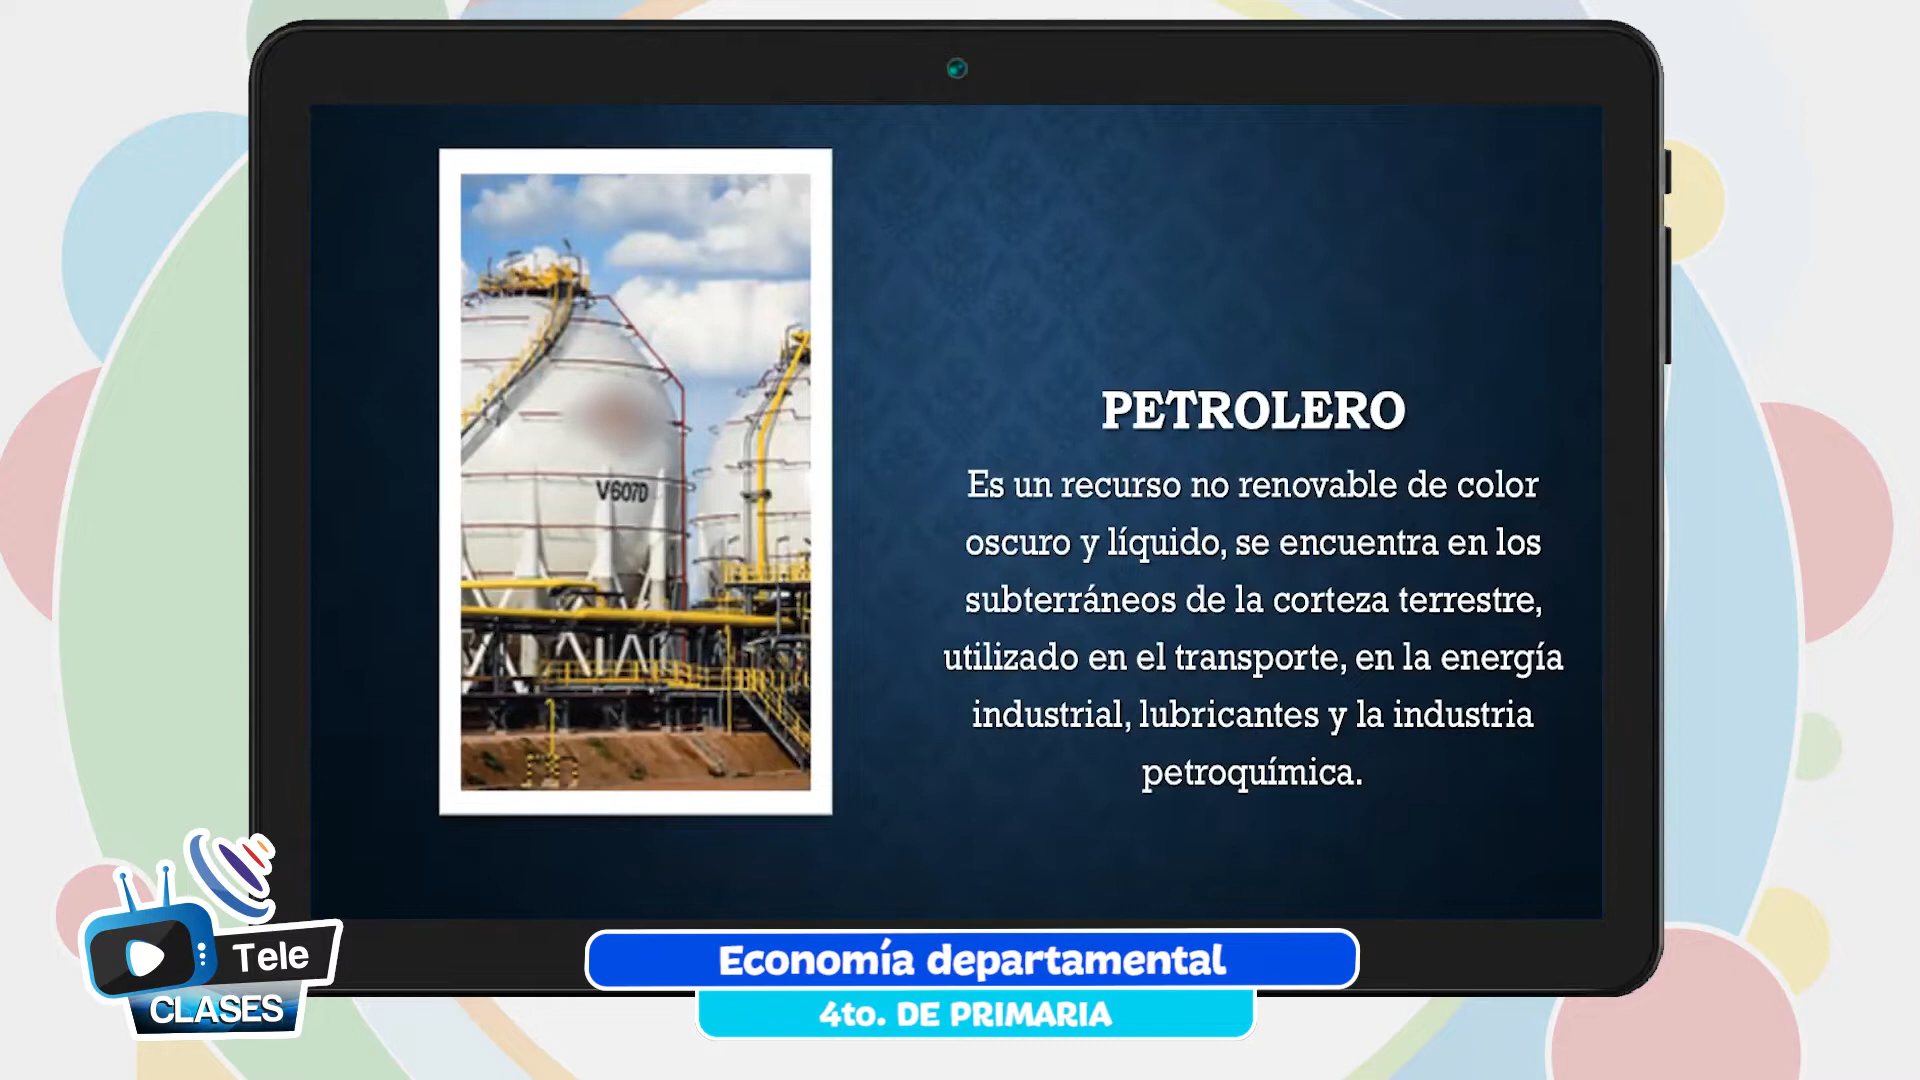 V607D
PETROLERO
Es un recurso no renovable de color
oscuro y líquido, se encuentra en los
subterráneos de la corteza terrestre,
utilizado en el transporte, en la energía
industrial, lubricantes y la industria
petroquímica.
Tele
CLASES
Economía departamental
4to. DE PRIMARIA